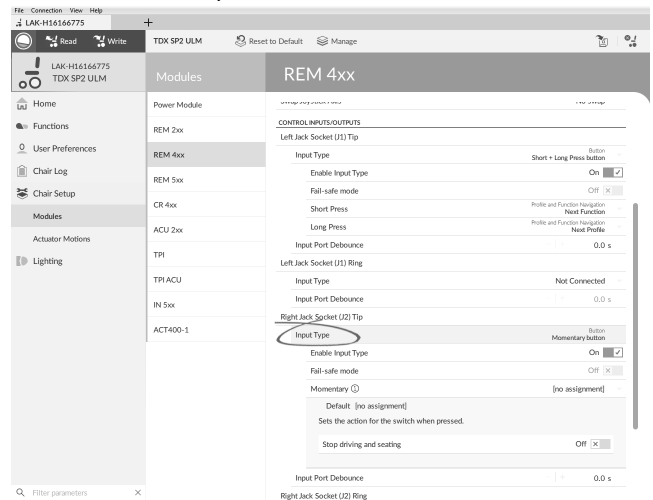 File Connection View Help
LAK-H16166775 +
Read Write TDX SP2 ULM Reset to Default Manage
LAK-H16166775
TDX SP2 ULM
Modules
REM 4xx
Home
Functions
User Preferences
Chair Log
Chair Setup
Modules
Actuator Motions
Lighting
Filter parameters ×
Power Module
REM 2xx
REM 4xx
REM 5xx
CR 4xx
ACU 2xx
TPI
TPI ACU
IN 5xx
ACT400-1
Swap Joystick Axis No Swap
CONTROL INPUTS/OUTPUTS
Left Jack Socket (J1) Tip
Button
Input Type Short + Long Press button
Enable Input Type On
Fail-safe mode Off
Profile and Function Navigation
Short Press Next Function
Profile and Function Navigation
Long Press Next Profile
Input Port Debounce 0.0 s
Left Jack Socket (J1) Ring
Input Type Not Connected
Input Port Debounce 0.0 s
Right Jack Socket (J2) Tip
Button
Input Type Momentary button
Enable Input Type On
Fail-safe mode Off
Momentary [no assignment]
Default [no assignment]
Sets the action for the switch when pressed.
Stop driving and seating Off
Input Port Debounce 0.0 s
Right Jack Socket (J2) Ring